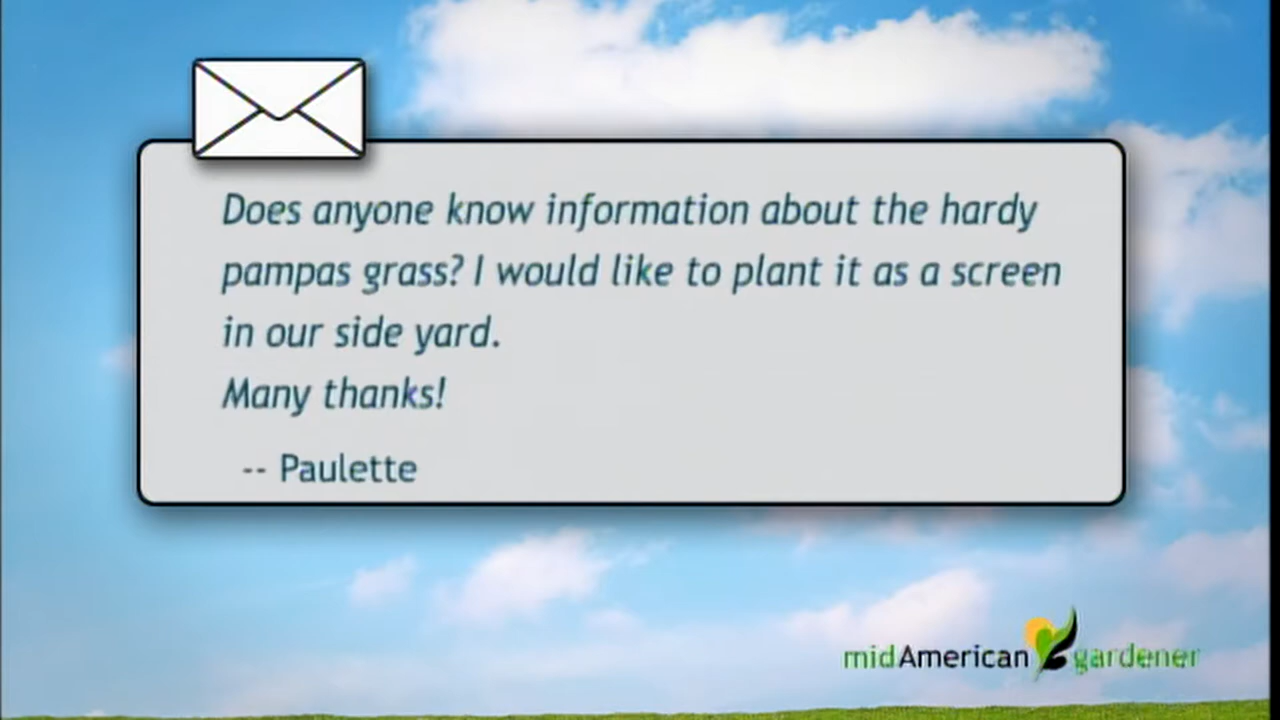 Does anyone know information about the hardy
pampas grass? I would like to plant it as a screen
in our side yard.
Many thanks!
-- Paulette
midAmerican gardener